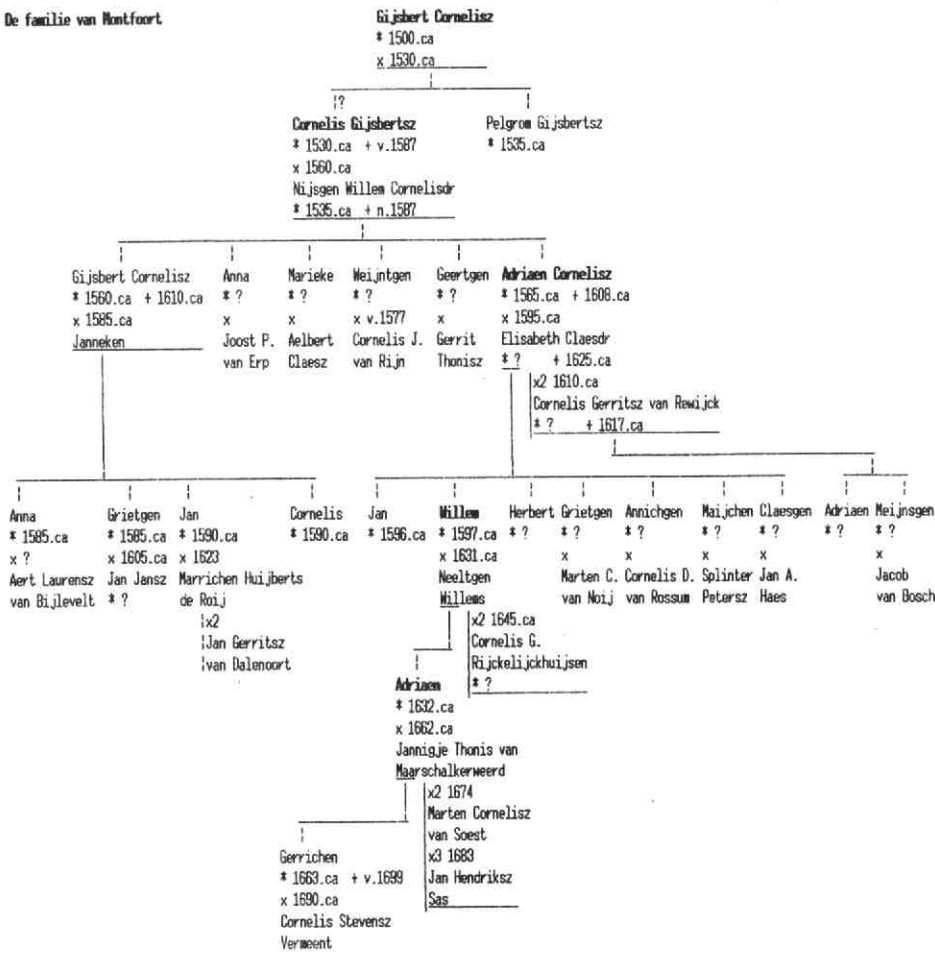 De familie van Montfoort
Gijsbert Cornelisz
* 1500.ca
x 1530.ca
?
Cornelis Gijsbertsz
* 1530.ca + v.1587
x 1560.ca
Nijsgen Willem Cornelisdr
* 1535.ca + n.1587
Pelgrom Gijsbertsz
* 1535.ca
Gijsbert Cornelisz
* 1560.ca + 1610.ca
x 1585.ca
Janneken
Anna
* ?
x
Joost P.
van Erp
Marieke
* ?
x
Aelbert
Claesz
Weijntgen
* ?
x v.1577
Cornelis J.
van Rijn
Geertgen
* ?
x
Gerrit
Thonisz
Adriaen Cornelisz
* 1565.ca + 1608.ca
x 1595.ca
Elisabeth Claesdr
* ? + 1625.ca
x2 1610.ca
Cornelis Gerritsz van Rewijck
* ? + 1617.ca
Anna
* 1585.ca
x ?
Aert Laurensz
van Bijlevelt
Grietgen
* 1585.ca
x 1605.ca
Jan Jansz
* ?
Jan
* 1590.ca
x 1623
Marrichen Huijberts
de Roij
x2
Jan Gerritsz
van Dalenoort
Cornelis
* 1590.ca
Jan
* 1596.ca
Willem
* 1597.ca
x 1631.ca
Neeltgen
Willems
x2 1645.ca
Cornelis G.
Rijckelijckhuijsen
* ?
Herbert
* ?
Grietgen
* ?
x
Marten C.
van Noij
Annichgen
* ?
x
Cornelis D.
van Rossum
Maijchen
* ?
x
Splinter
Petersz
Claesgen
* ?
x
Jan A.
Haes
Adriaen
* ?
Meijnsgen
* ?
x
Jacob
van Bosch
Adriaen
* 1632.ca
x 1662.ca
Jannigje Thonis van
Maarschalkerweerd
x2 1674
Marten Cornelisz
van Soest
x3 1683
Jan Hendriksz
Sas
Gerrichen
* 1663.ca + v.1699
x 1690.ca
Cornelis Stevensz
Vermeent